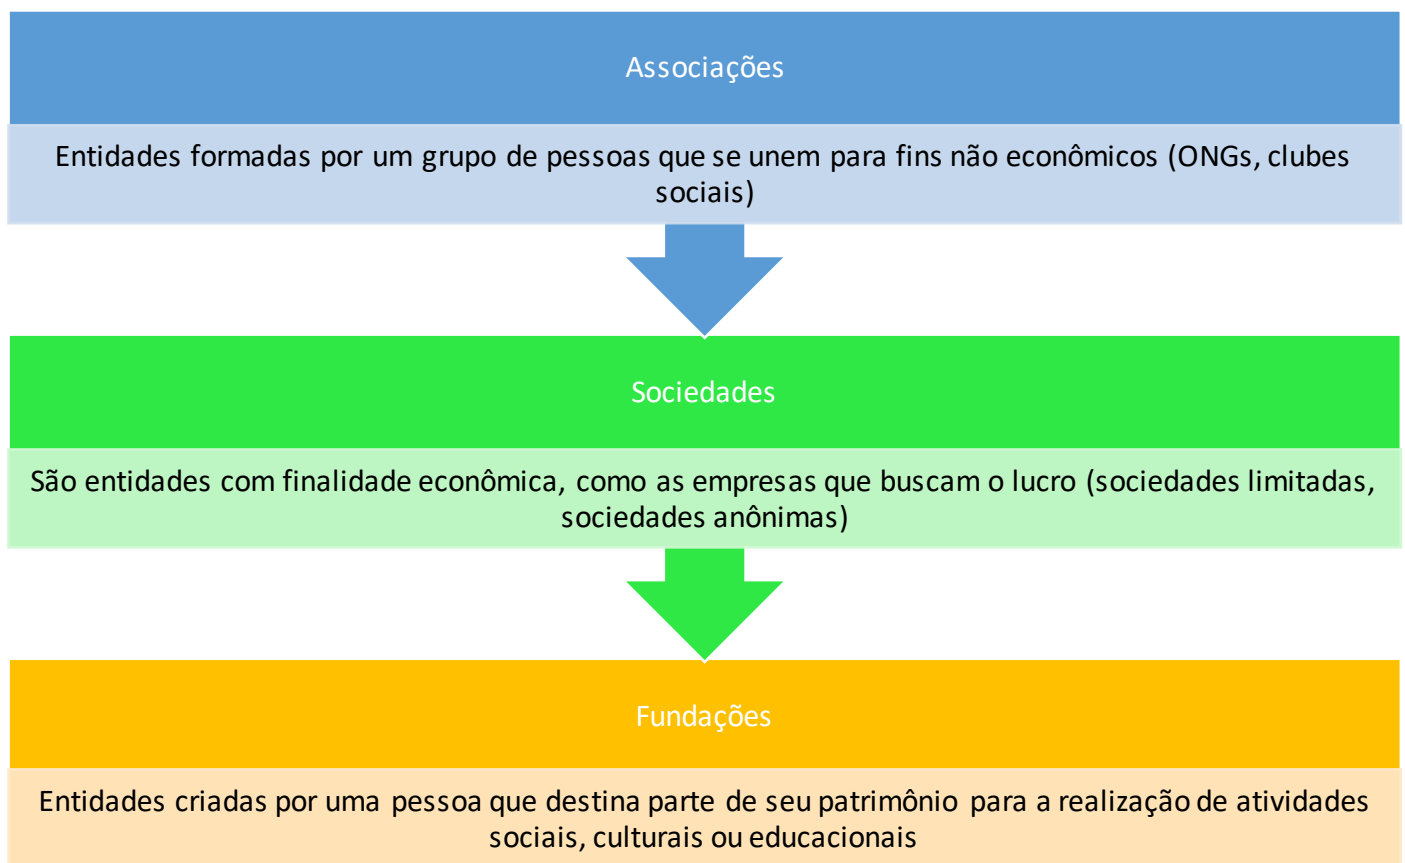 Associações
Entidades formadas por um grupo de pessoas que se unem para fins não econômicos (ONGs, clubes
sociais)
Sociedades
São entidades com finalidade econômica, como as empresas que buscam o lucro (sociedades limitadas,
sociedades anônimas)
Fundações
Entidades criadas por uma pessoa que destina parte de seu patrimônio para a realização de atividades
sociais, culturais ou educacionais